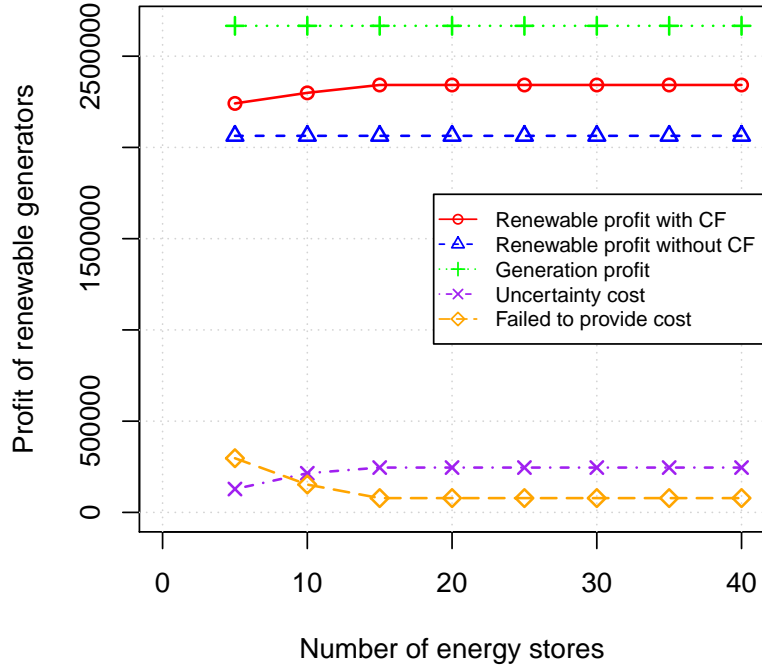 Profit of renewable generators
2500000
1500000
500000
0
Renewable profit with CF
Renewable profit without CF
Generation profit
Uncertainty cost
Failed to provide cost
0 10 20 30 40
Number of energy stores